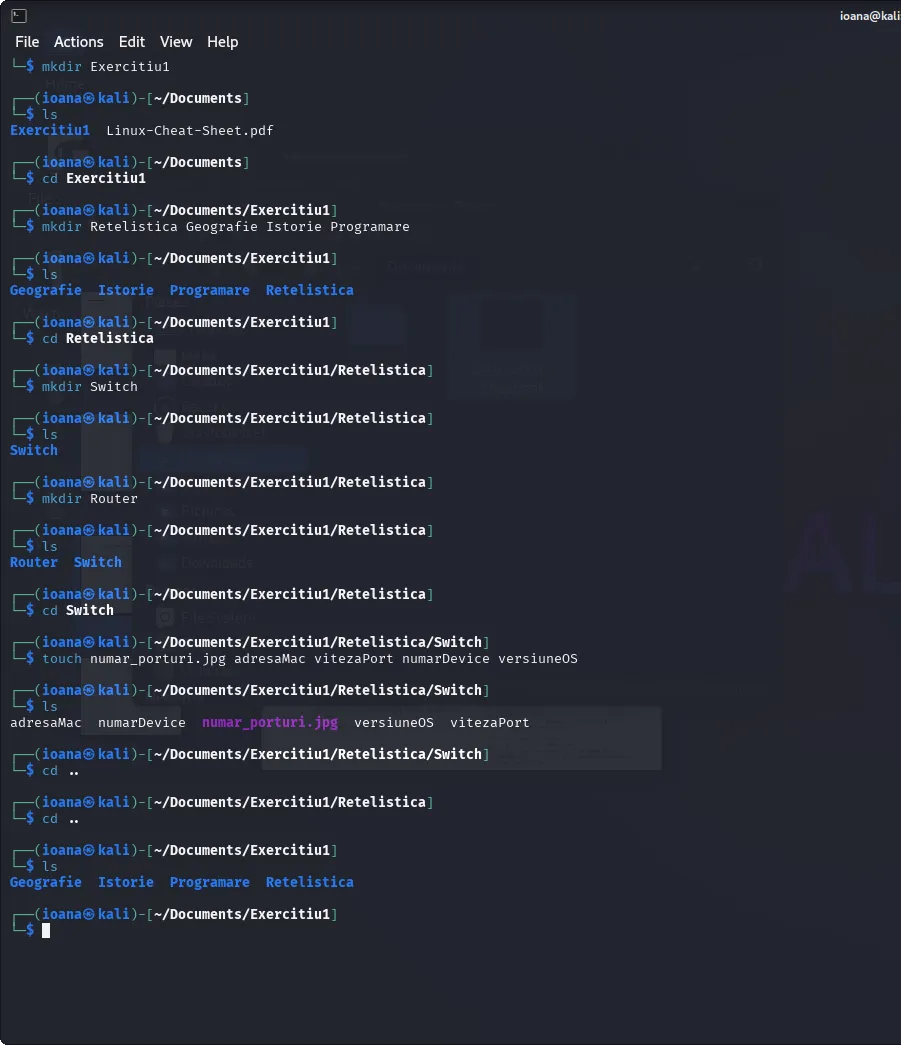 ioana@kali
File Actions Edit View Help
└─$ mkdir Exercitiu1
┌──(ioana㉿kali)-[~/Documents]
└─$ ls
Exercitiu1  Linux-Cheat-Sheet.pdf
┌──(ioana㉿kali)-[~/Documents]
└─$ cd Exercitiu1
┌──(ioana㉿kali)-[~/Documents/Exercitiu1]
└─$ mkdir Retelistica Geografie Istorie Programare
┌──(ioana㉿kali)-[~/Documents/Exercitiu1]
└─$ ls
Geografie  Istorie  Programare  Retelistica
┌──(ioana㉿kali)-[~/Documents/Exercitiu1]
└─$ cd Retelistica
┌──(ioana㉿kali)-[~/Documents/Exercitiu1/Retelistica]
└─$ mkdir Switch
┌──(ioana㉿kali)-[~/Documents/Exercitiu1/Retelistica]
└─$ ls
Switch
┌──(ioana㉿kali)-[~/Documents/Exercitiu1/Retelistica]
└─$ mkdir Router
┌──(ioana㉿kali)-[~/Documents/Exercitiu1/Retelistica]
└─$ ls
Router  Switch
┌──(ioana㉿kali)-[~/Documents/Exercitiu1/Retelistica]
└─$ cd Switch
┌──(ioana㉿kali)-[~/Documents/Exercitiu1/Retelistica/Switch]
└─$ touch numar_porturi.jpg adresaMac vitezaPort numarDevice versiuneOS
┌──(ioana㉿kali)-[~/Documents/Exercitiu1/Retelistica/Switch]
└─$ ls
adresaMac  numarDevice  numar_porturi.jpg  versiuneOS  vitezaPort
┌──(ioana㉿kali)-[~/Documents/Exercitiu1/Retelistica/Switch]
└─$ cd ..
┌──(ioana㉿kali)-[~/Documents/Exercitiu1/Retelistica]
└─$ cd ..
┌──(ioana㉿kali)-[~/Documents/Exercitiu1]
└─$ ls
Geografie  Istorie  Programare  Retelistica
┌──(ioana㉿kali)-[~/Documents/Exercitiu1]
└─$